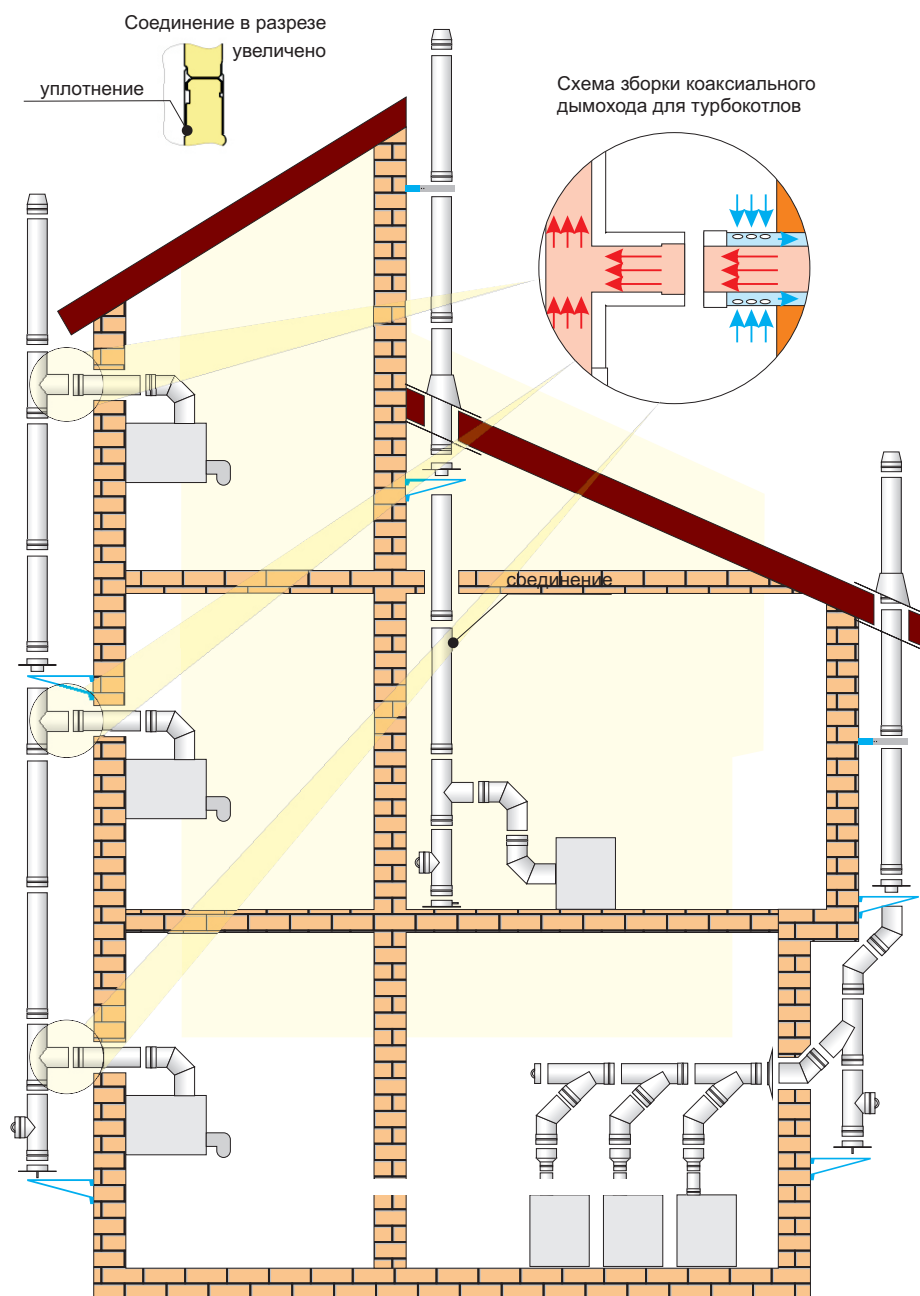 Соединение в разрезе
увеличено
уплотнение
Схема зборки коаксиального
дымохода для турбокотлов
соединение